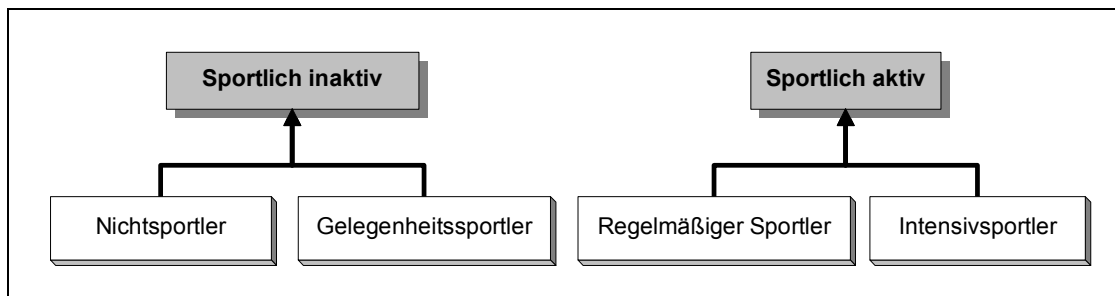 Sportlich inaktiv
Sportlich aktiv
Nichtsportler
Gelegenheitssportler
Regelmäßiger Sportler
Intensivsportler